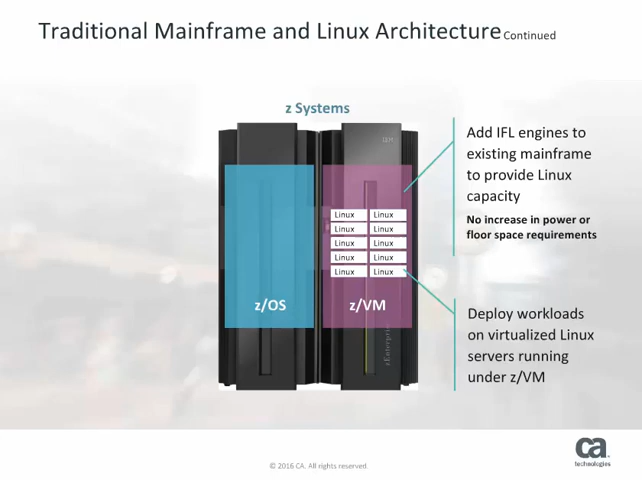 Traditional Mainframe and Linux Architecture Continued
z Systems
IBM
Add IFL engines to
existing mainframe
to provide Linux
capacity
No increase in power or
floor space requirements
Linux Linux
Linux Linux
Linux Linux
Linux Linux
Linux Linux
z/OS
z/VM
zEnterprise
Deploy workloads
on virtualized Linux
servers running
under z/VM
© 2016 CA. All rights reserved.
ca
technologies